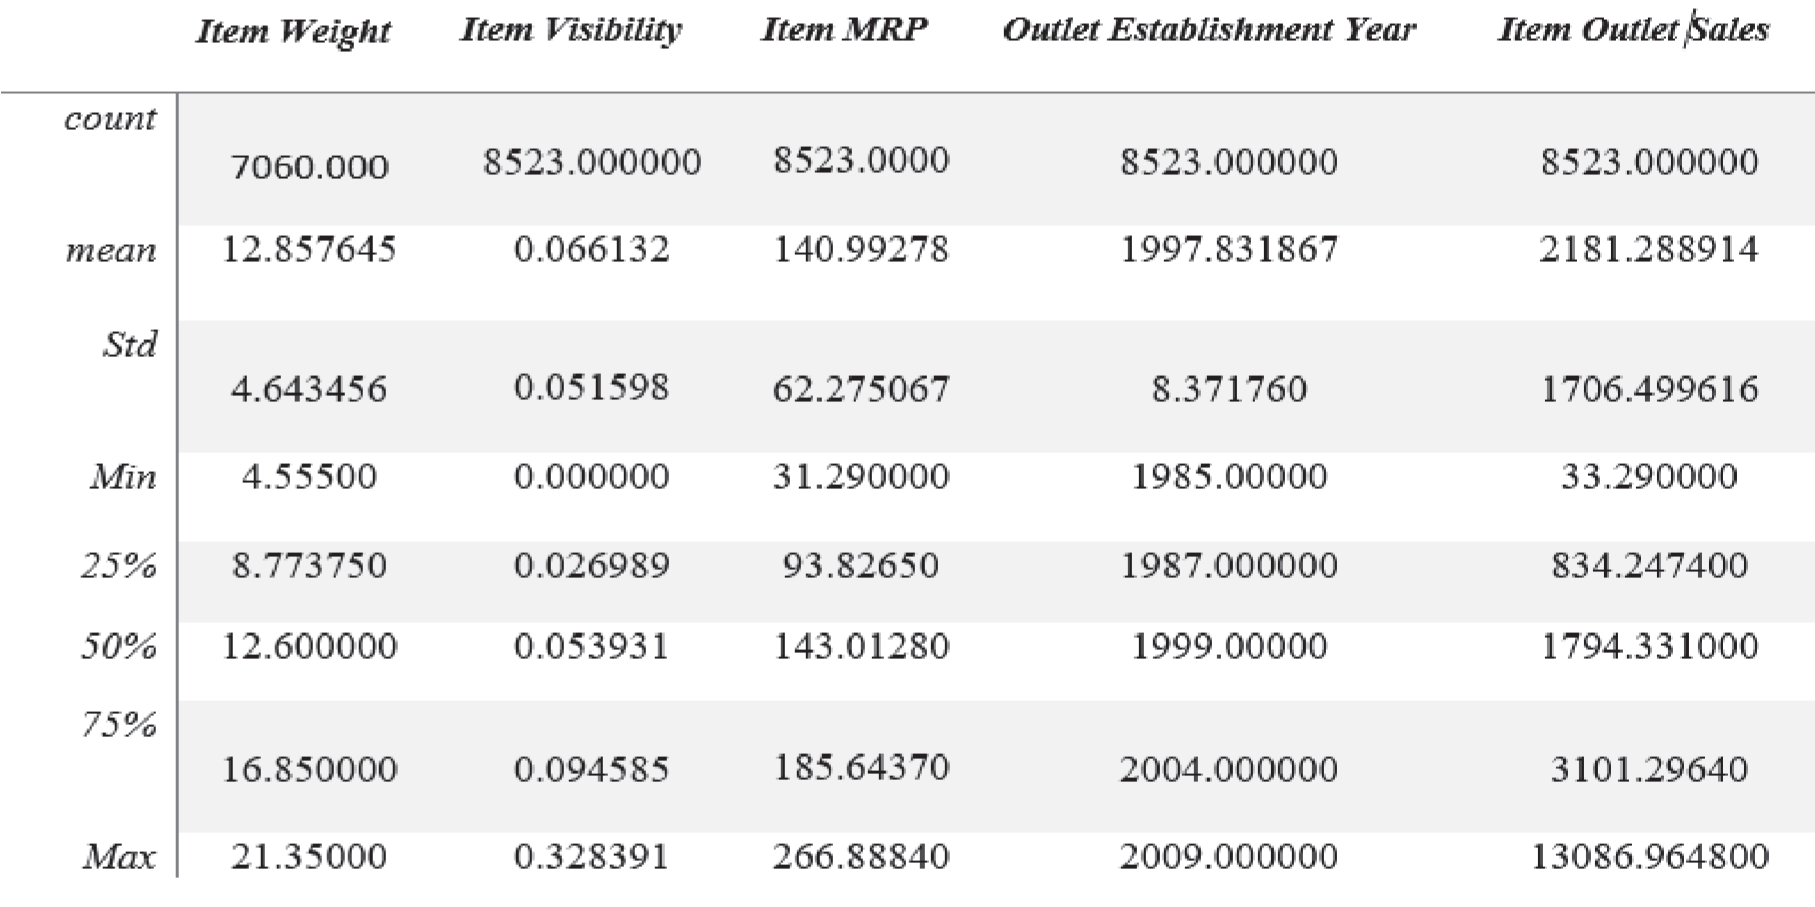 Item Weight Item Visibility Item MRP Outlet Establishment Year Item Outlet Sales
count 7060.000 8523.000000 8523.0000 8523.000000 8523.000000
mean 12.857645 0.066132 140.99278 1997.831867 2181.288914
Std 4.643456 0.051598 62.275067 8.371760 1706.499616
Min 4.55500 0.000000 31.290000 1985.00000 33.290000
25% 8.773750 0.026989 93.82650 1987.000000 834.247400
50% 12.600000 0.053931 143.01280 1999.00000 1794.331000
75% 16.850000 0.094585 185.64370 2004.000000 3101.29640
Max 21.35000 0.328391 266.88840 2009.000000 13086.964800